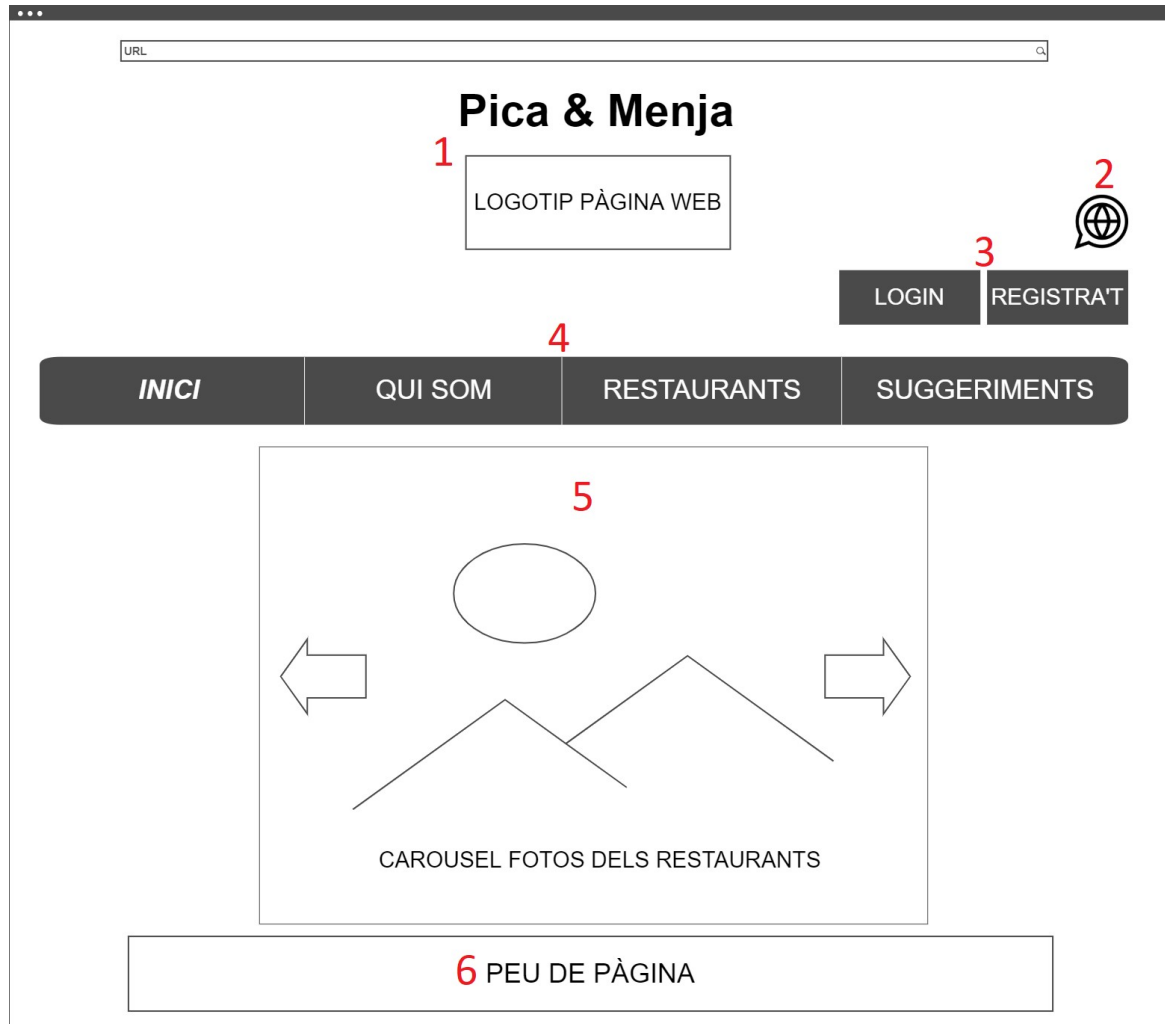 URL
Pica & Menja
1
LOGOTIP PÀGINA WEB
2
3
LOGIN
REGISTRA'T
4
INICI
QUI SOM
RESTAURANTS
SUGGERIMENTS
5
CAROUSEL FOTOS DELS RESTAURANTS
6 PEU DE PÀGINA